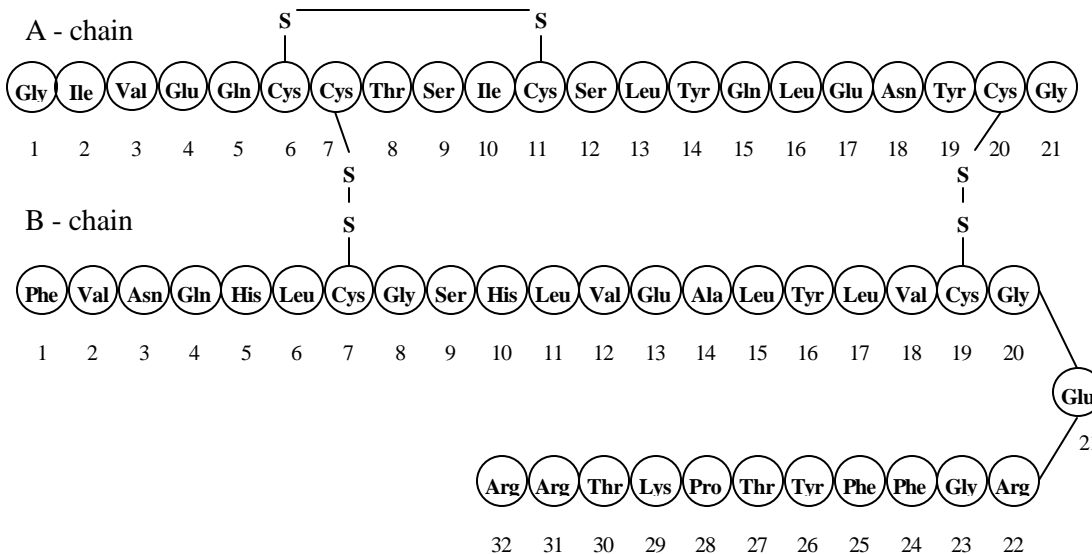 S S
A - chain
Gly Ile Val Glu Gln Cys Cys Thr Ser Ile Cys Ser Leu Tyr Gln Leu Glu Asn Tyr Cys Gly
1 2 3 4 5 6 7 8 9 10 11 12 13 14 15 16 17 18 19 20 21
S S
B - chain
S S
Phe Val Asn Gln His Leu Cys Gly Ser His Leu Val Glu Ala Leu Tyr Leu Val Cys Gly
1 2 3 4 5 6 7 8 9 10 11 12 13 14 15 16 17 18 19 20
Glu
2
Arg Arg Thr Lys Pro Thr Tyr Phe Phe Gly Arg
32 31 30 29 28 27 26 25 24 23 22